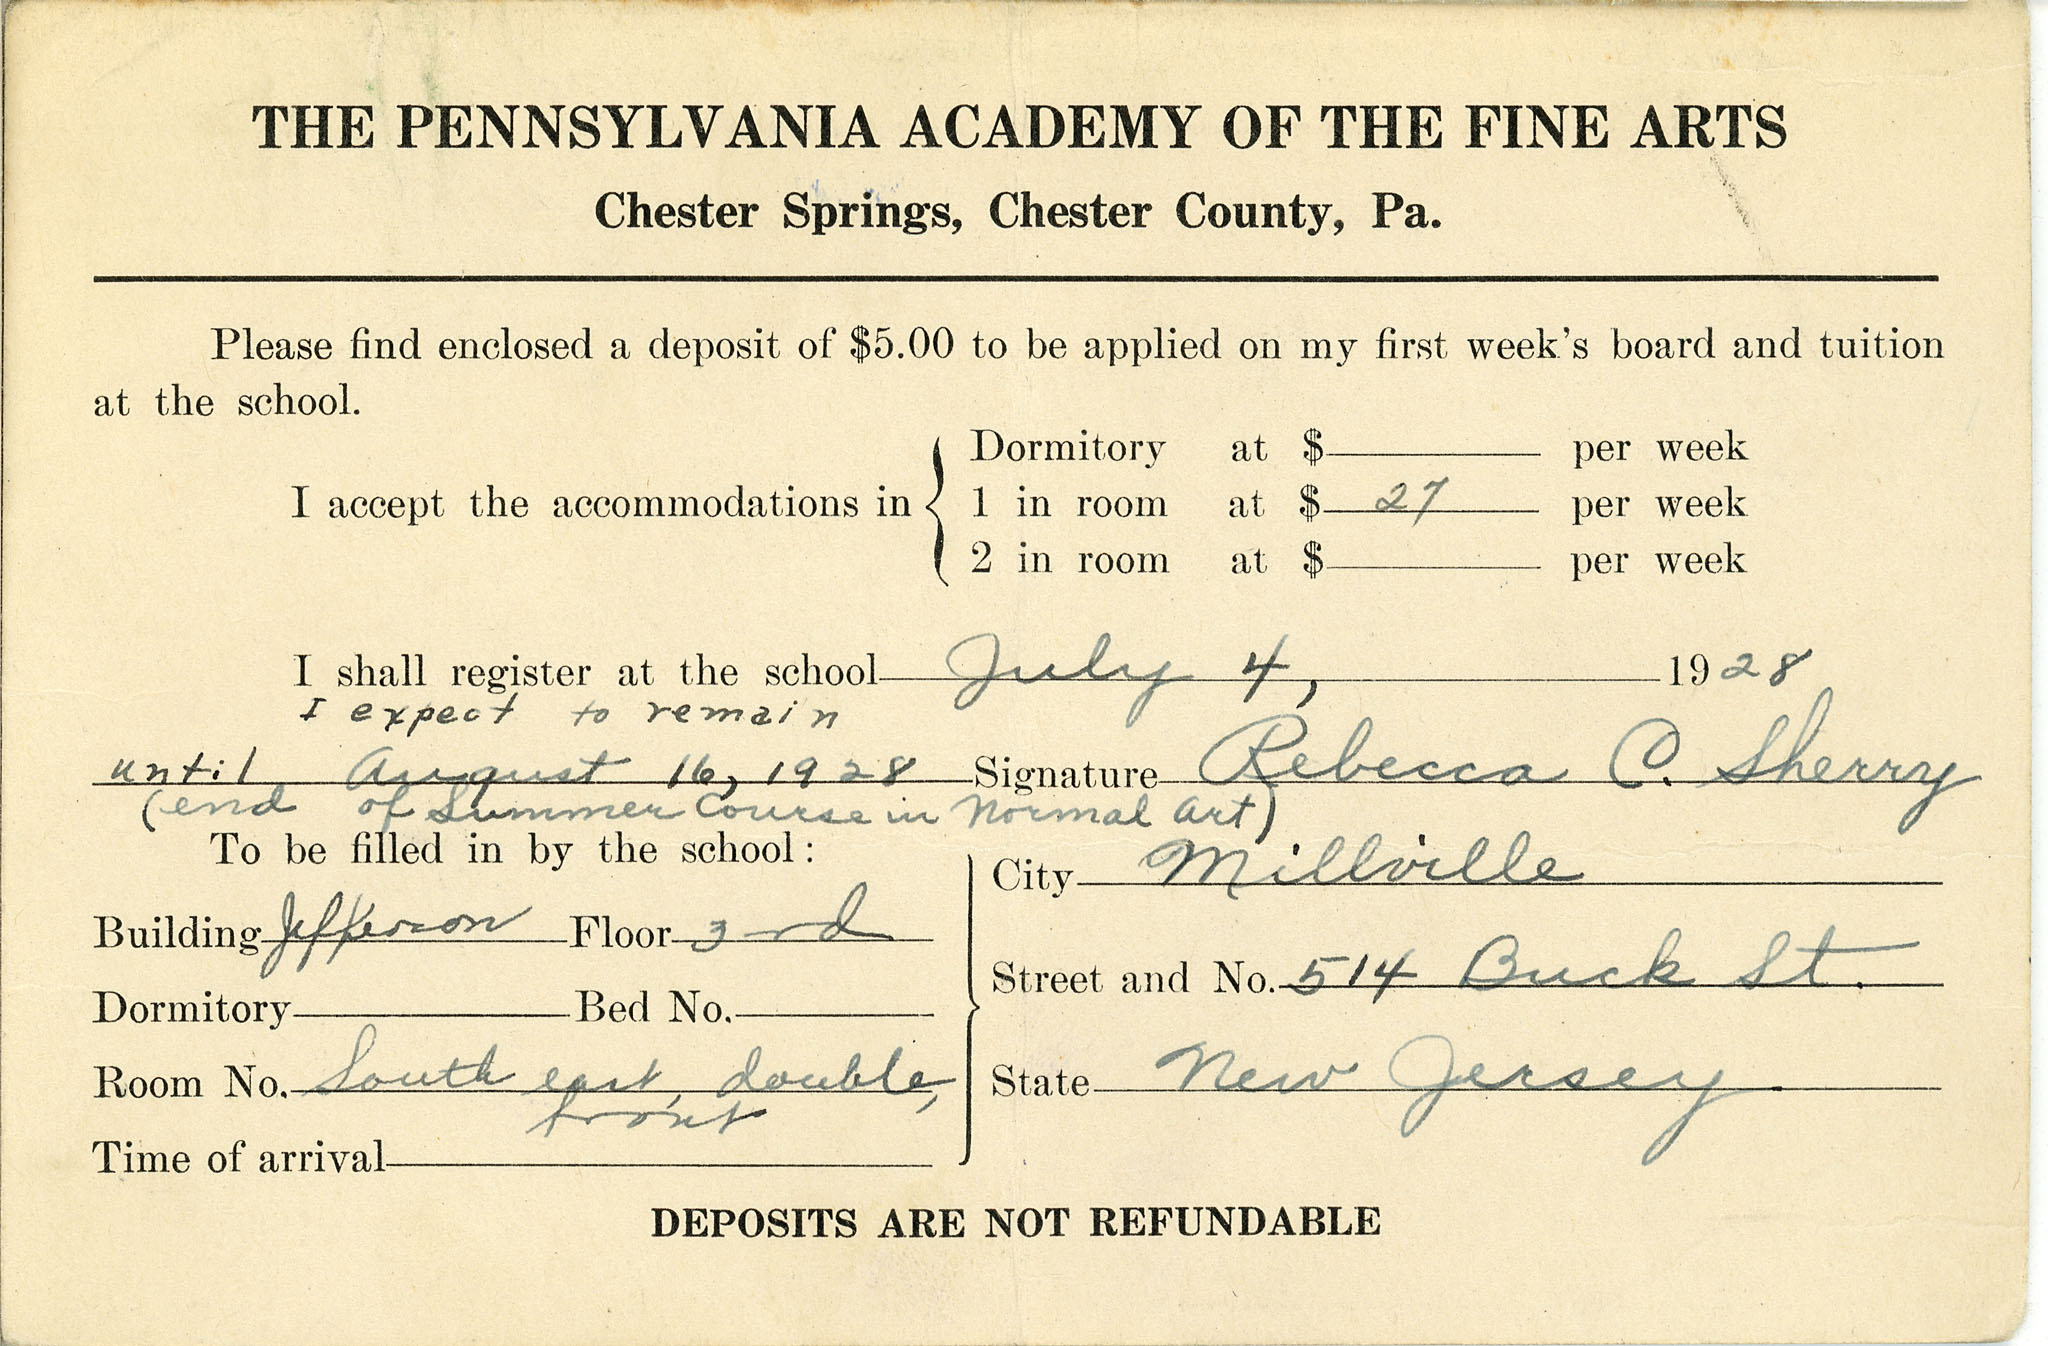 THE PENNSYLVANIA ACADEMY OF THE FINE ARTS
Chester Springs, Chester County, Pa.
Please find enclosed a deposit of $5.00 to be applied on my first week's board and tuition
at the school.
I accept the accommodations in
Dormitory at $ per week
1 in room at $ 27 per week
2 in room at $ per week
I shall register at the school July 4, 1928
I expect to remain
until August 16, 1928 Signature Rebecca C. Sherry
(end of Summer Course in Normal Art)
To be filled in by the school:
City Millville
Building Jefferson Floor 3rd
Street and No. 514 Buck St.
Dormitory Bed No.
Room No. South east, double,
front
State New Jersey
Time of arrival
DEPOSITS ARE NOT REFUNDABLE